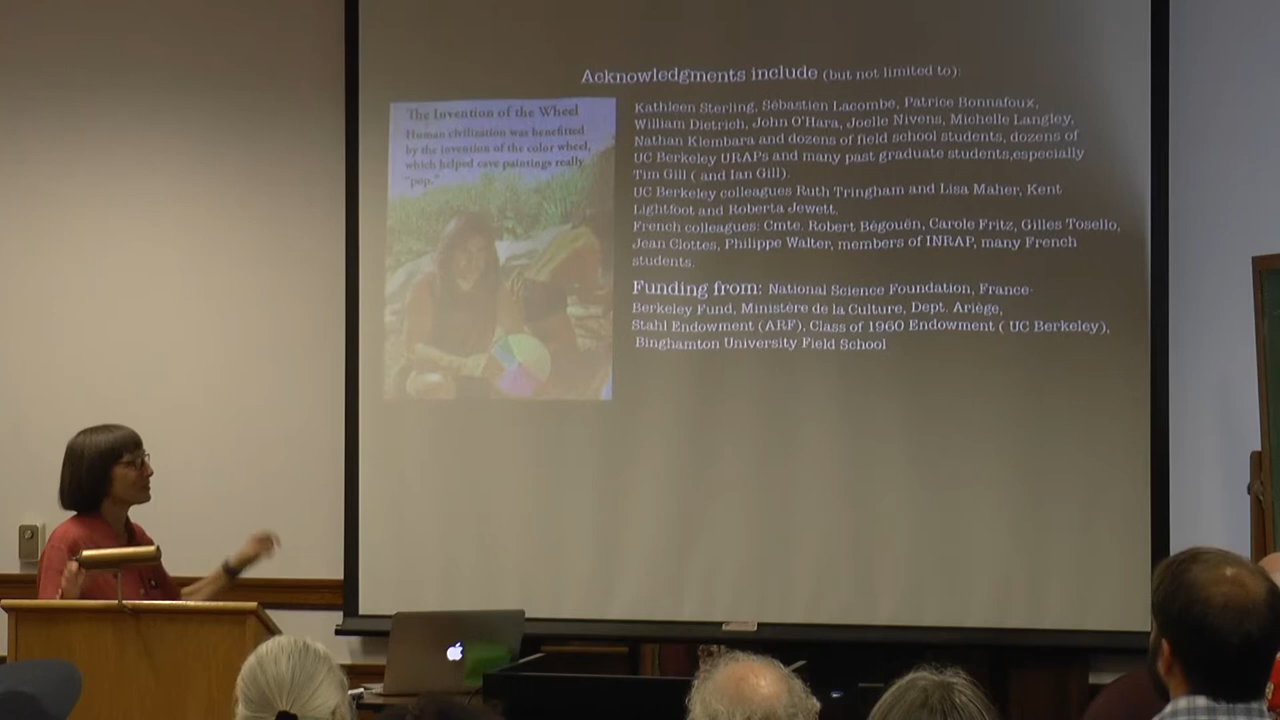 Acknowledgments include (but not limited to):
The Invention of the Wheel
Human civilization was benefitted
by the invention of the color wheel,
which helped cave paintings really
"pop."
Kathleen Sterling, Sébastien Lacombe, Patrice Bonnafoux,
William Dietrich, John O'Hara, Joelle Nivens, Michelle Langley,
Nathan Klembara and dozens of field school students, dozens of
UC Berkeley URAPs and many past graduate students,especially
Tim Gill ( and Ian Gill).
UC Berkeley colleagues Ruth Tringham and Lisa Maher, Kent
Lightfoot and Roberta Jewett.
French colleagues: Cmte. Robert Bégouën, Carole Fritz, Gilles Tosello,
Jean Clottes, Philippe Walter, members of INRAP, many French
students.
Funding from: National Science Foundation, France-
Berkeley Fund, Ministère de la Culture, Dept. Ariège,
Stahl Endowment (ARF), Class of 1960 Endowment ( UC Berkeley),
Binghamton University Field School